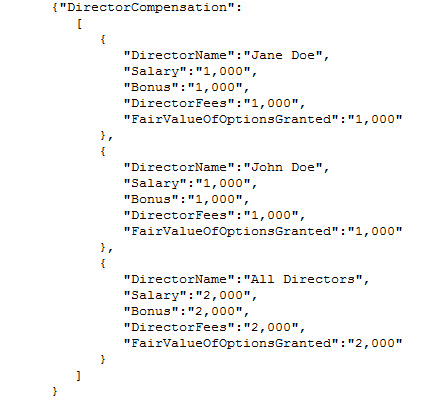 {"DirectorCompensation":
[
{
"DirectorName":"Jane Doe",
"Salary":"1,000",
"Bonus":"1,000",
"DirectorFees":"1,000",
"FairValueOfOptionsGranted":"1,000"
},
{
"DirectorName":"John Doe",
"Salary":"1,000",
"Bonus":"1,000",
"DirectorFees":"1,000",
"FairValueOfOptionsGranted":"1,000"
},
{
"DirectorName":"All Directors",
"Salary":"2,000",
"Bonus":"2,000",
"DirectorFees":"2,000",
"FairValueOfOptionsGranted":"2,000"
}
]
}